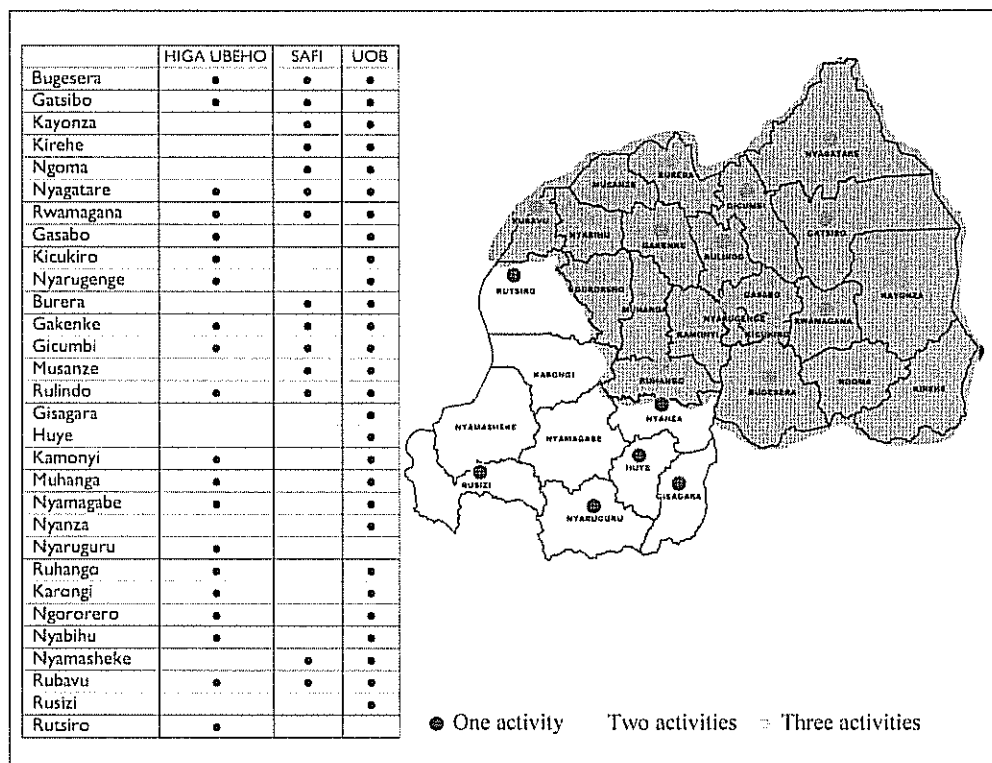 HIGA UBEHO SAFI UOB
Bugesera • • •
Gatsibo • • •
Kayonza • •
Kirehe • •
Ngoma • •
Nyagatare • • •
Rwamagana • • •
Gasabo • •
Kicukiro • •
Nyarugenge • •
Burera • •
Gakenke • • •
Gicumbi • • •
Musanze • •
Rulindo • • •
Gisagara •
Huye •
Kamonyi • •
Muhanga • •
Nyamagabe • •
Nyanza •
Nyaruguru •
Ruhango • •
Karongi • •
Ngororero • •
Nyabihu • •
Nyamasheke • •
Rubavu • • •
Rusizi •
Rutsiro •
NYAGATARE
BURERA
MUSANZE
GICUMBI
RUBAVU
NYABIHU
GAKENKE
RULINDO
GATSIBO
RUTSIRO
NGORORERO
MUHANGA
GASABO
KAYONZA
NYARUGENGE
RWAMAGANA
KAMONYI
KICUKIRO
KARONGI
RUHANGO
BUGESERA
NGOMA
KIREHE
NYANZA
NYAMASHEKE
NYAMAGABE
HUYE
RUSIZI
GISAGARA
NYARUGURU
One activity Two activities Three activities